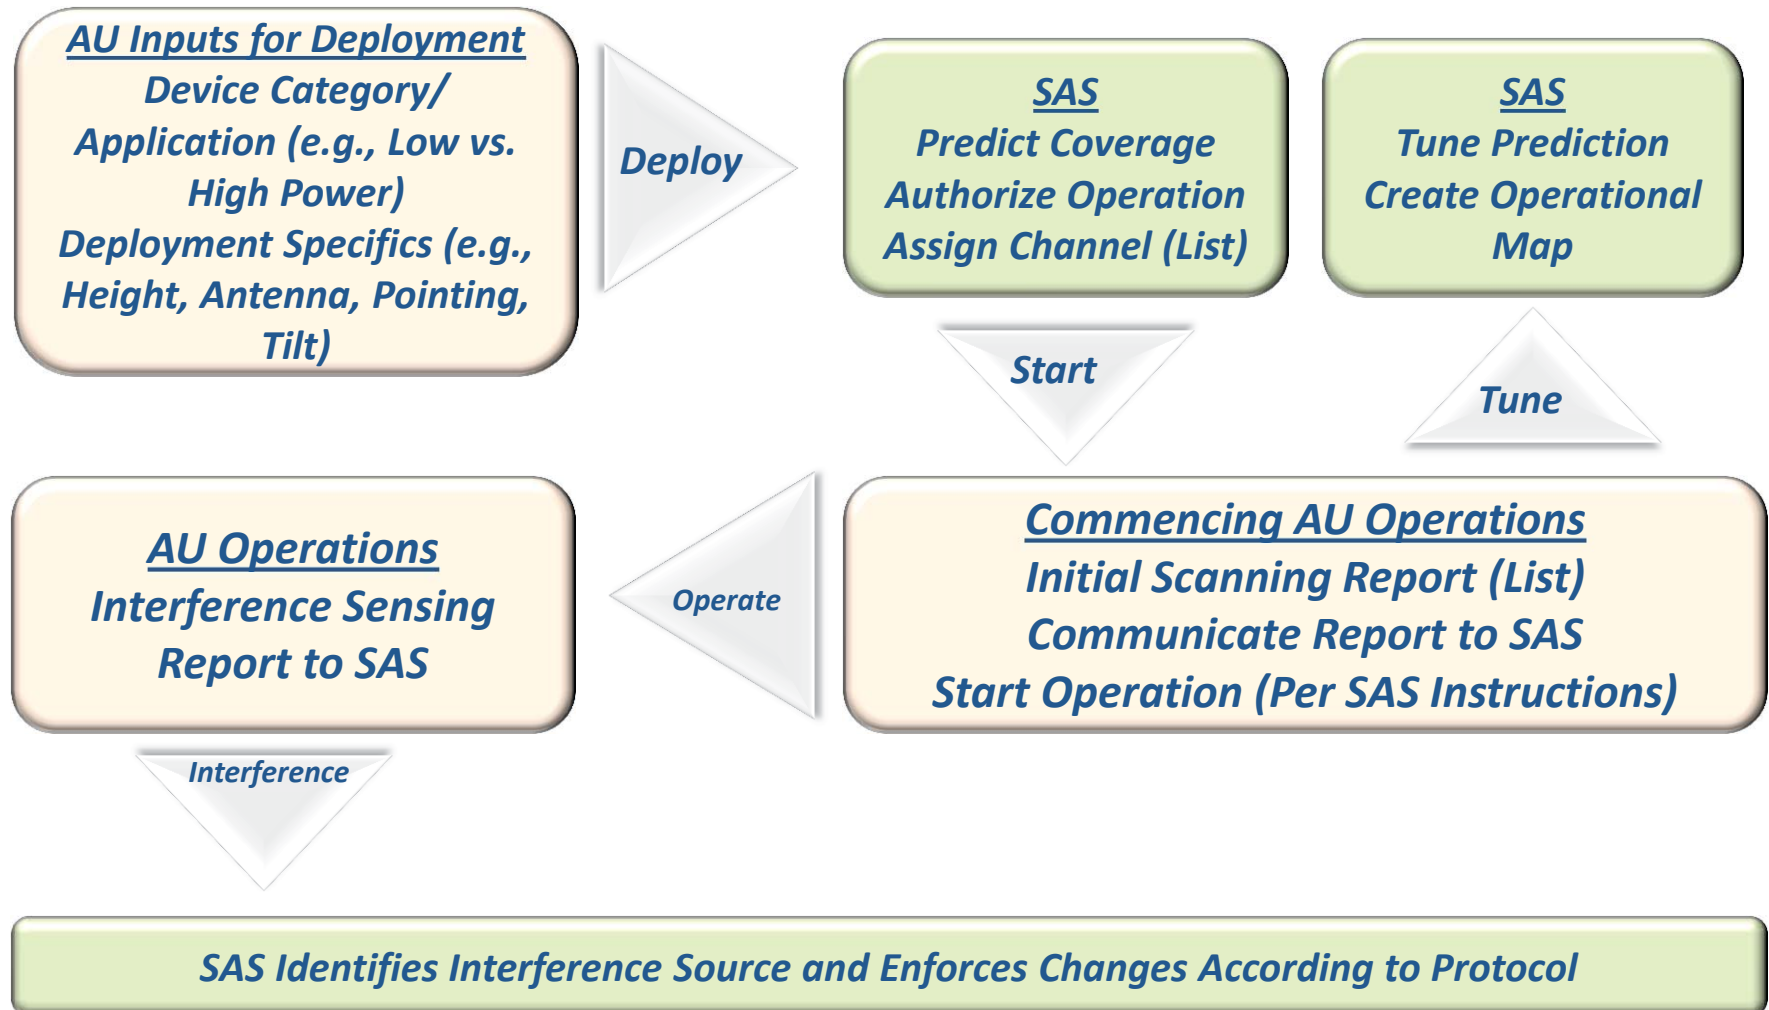 AU Inputs for Deployment
Device Category/
Application (e.g., Low vs.
High Power)
Deployment Specifics (e.g.,
Height, Antenna, Pointing,
Tilt)
Deploy
SAS
Predict Coverage
Authorize Operation
Assign Channel (List)
SAS
Tune Prediction
Create Operational
Map
Start
Tune
Commencing AU Operations
Initial Scanning Report (List)
Communicate Report to SAS
Start Operation (Per SAS Instructions)
Operate
AU Operations
Interference Sensing
Report to SAS
Interference
SAS Identifies Interference Source and Enforces Changes According to Protocol